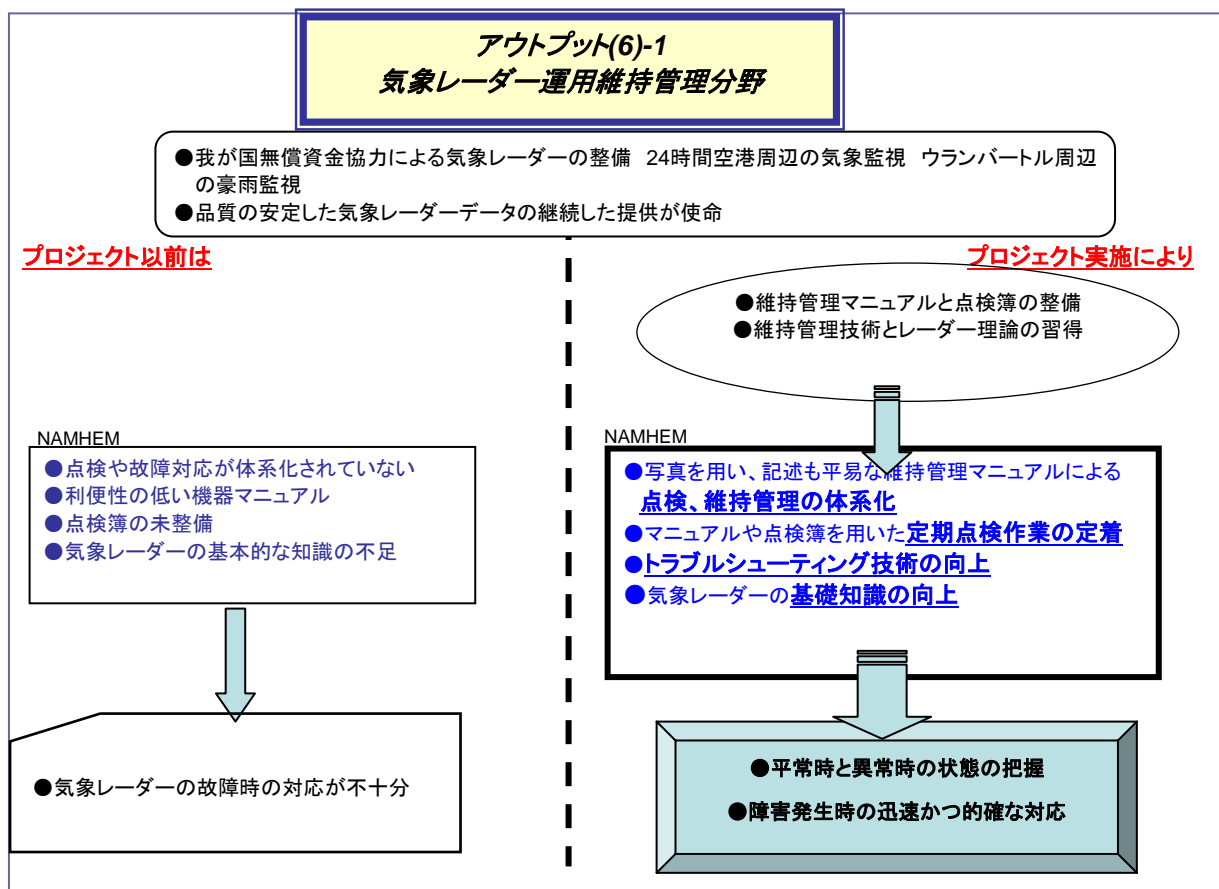 アウトプット(6)-1
気象レーダー運用維持管理分野
●我が国無償資金協力による気象レーダーの整備　24時間空港周辺の気象監視　ウランバートル周辺
の豪雨監視
●品質の安定した気象レーダーデータの継続した提供が使命
プロジェクト以前は
NAMHEM
●点検や故障対応が体系化されていない
●利便性の低い機器マニュアル
●点検簿の未整備
●気象レーダーの基本的な知識の不足
●気象レーダーの故障時の対応が不十分
プロジェクト実施により
●維持管理マニュアルと点検簿の整備
●維持管理技術とレーダー理論の習得
NAMHEM
●写真を用い、記述も平易な維持管理マニュアルによる
点検、維持管理の体系化
●マニュアルや点検簿を用いた定期点検作業の定着
●トラブルシューティング技術の向上
●気象レーダーの基礎知識の向上
●平常時と異常時の状態の把握
●障害発生時の迅速かつ的確な対応